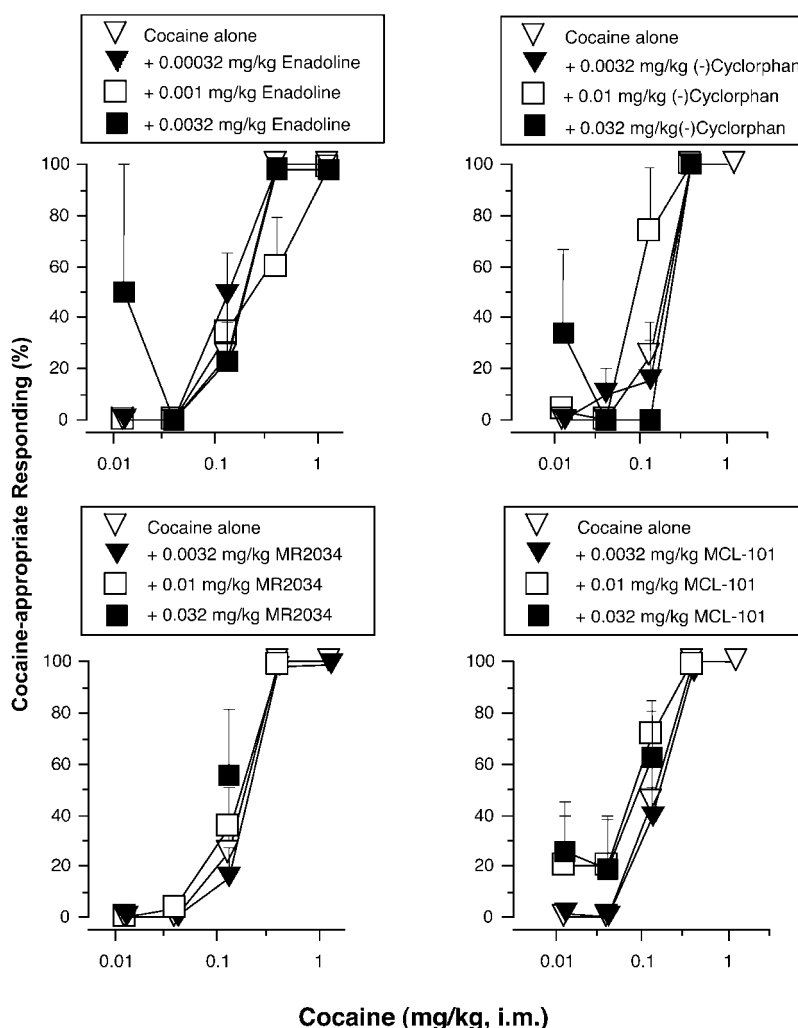 Cocaine alone
+ 0.00032 mg/kg Enadoline
+ 0.001 mg/kg Enadoline
+ 0.0032 mg/kg Enadoline
Cocaine alone
+ 0.0032 mg/kg (-)Cyclorphan
+ 0.01 mg/kg (-)Cyclorphan
+ 0.032 mg/kg(-)Cyclorphan
100
80
60
40
20
0
0.01
0.1
1
100
80
60
40
20
0
0.01
0.1
1
Cocaine-appropriate Responding (%)
Cocaine alone
+ 0.0032 mg/kg MR2034
+ 0.01 mg/kg MR2034
+ 0.032 mg/kg MR2034
Cocaine alone
+ 0.0032 mg/kg MCL-101
+ 0.01 mg/kg MCL-101
+ 0.032 mg/kg MCL-101
100
80
60
40
20
0
0.01
0.1
1
100
80
60
40
20
0
0.01
0.1
1
Cocaine (mg/kg, i.m.)